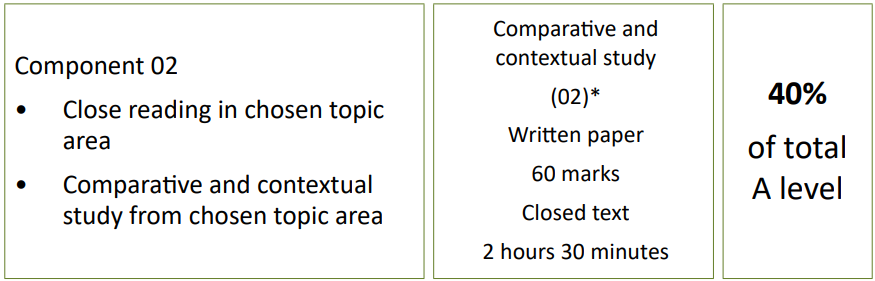 Component 02
• Close reading in chosen topic
area
• Comparative and contextual
study from chosen topic area
Comparative and
contextual study
(02)*
Written paper
60 marks
Closed text
2 hours 30 minutes
40%
of total
A level